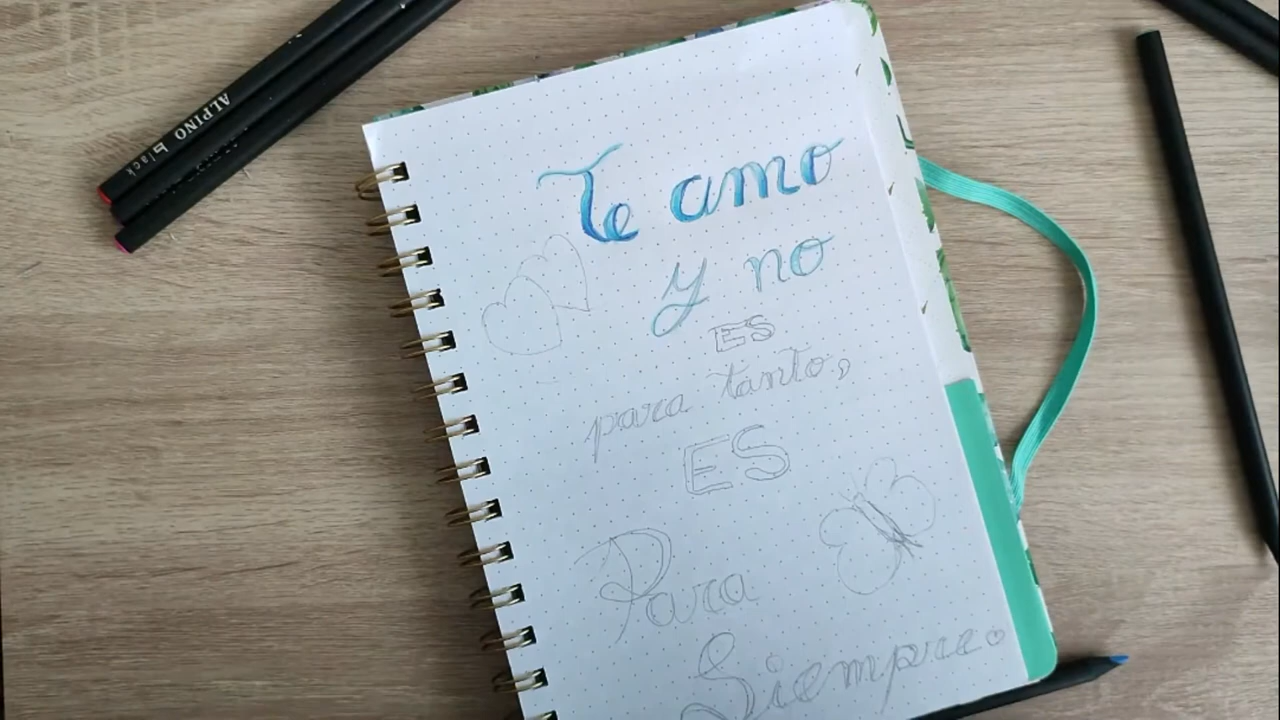 ALPINO black
Te amo
y no
ES
para tanto,
ES
Para
Siempre.